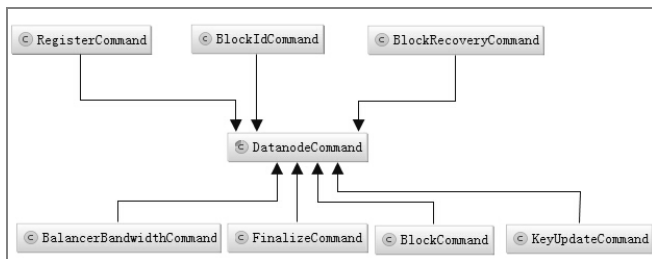 RegisterCommand
BlockIdCommand
BlockRecoveryCommand
DatanodeCommand
BalancerBandwidthCommand
FinalizeCommand
BlockCommand
KeyUpdateCommand